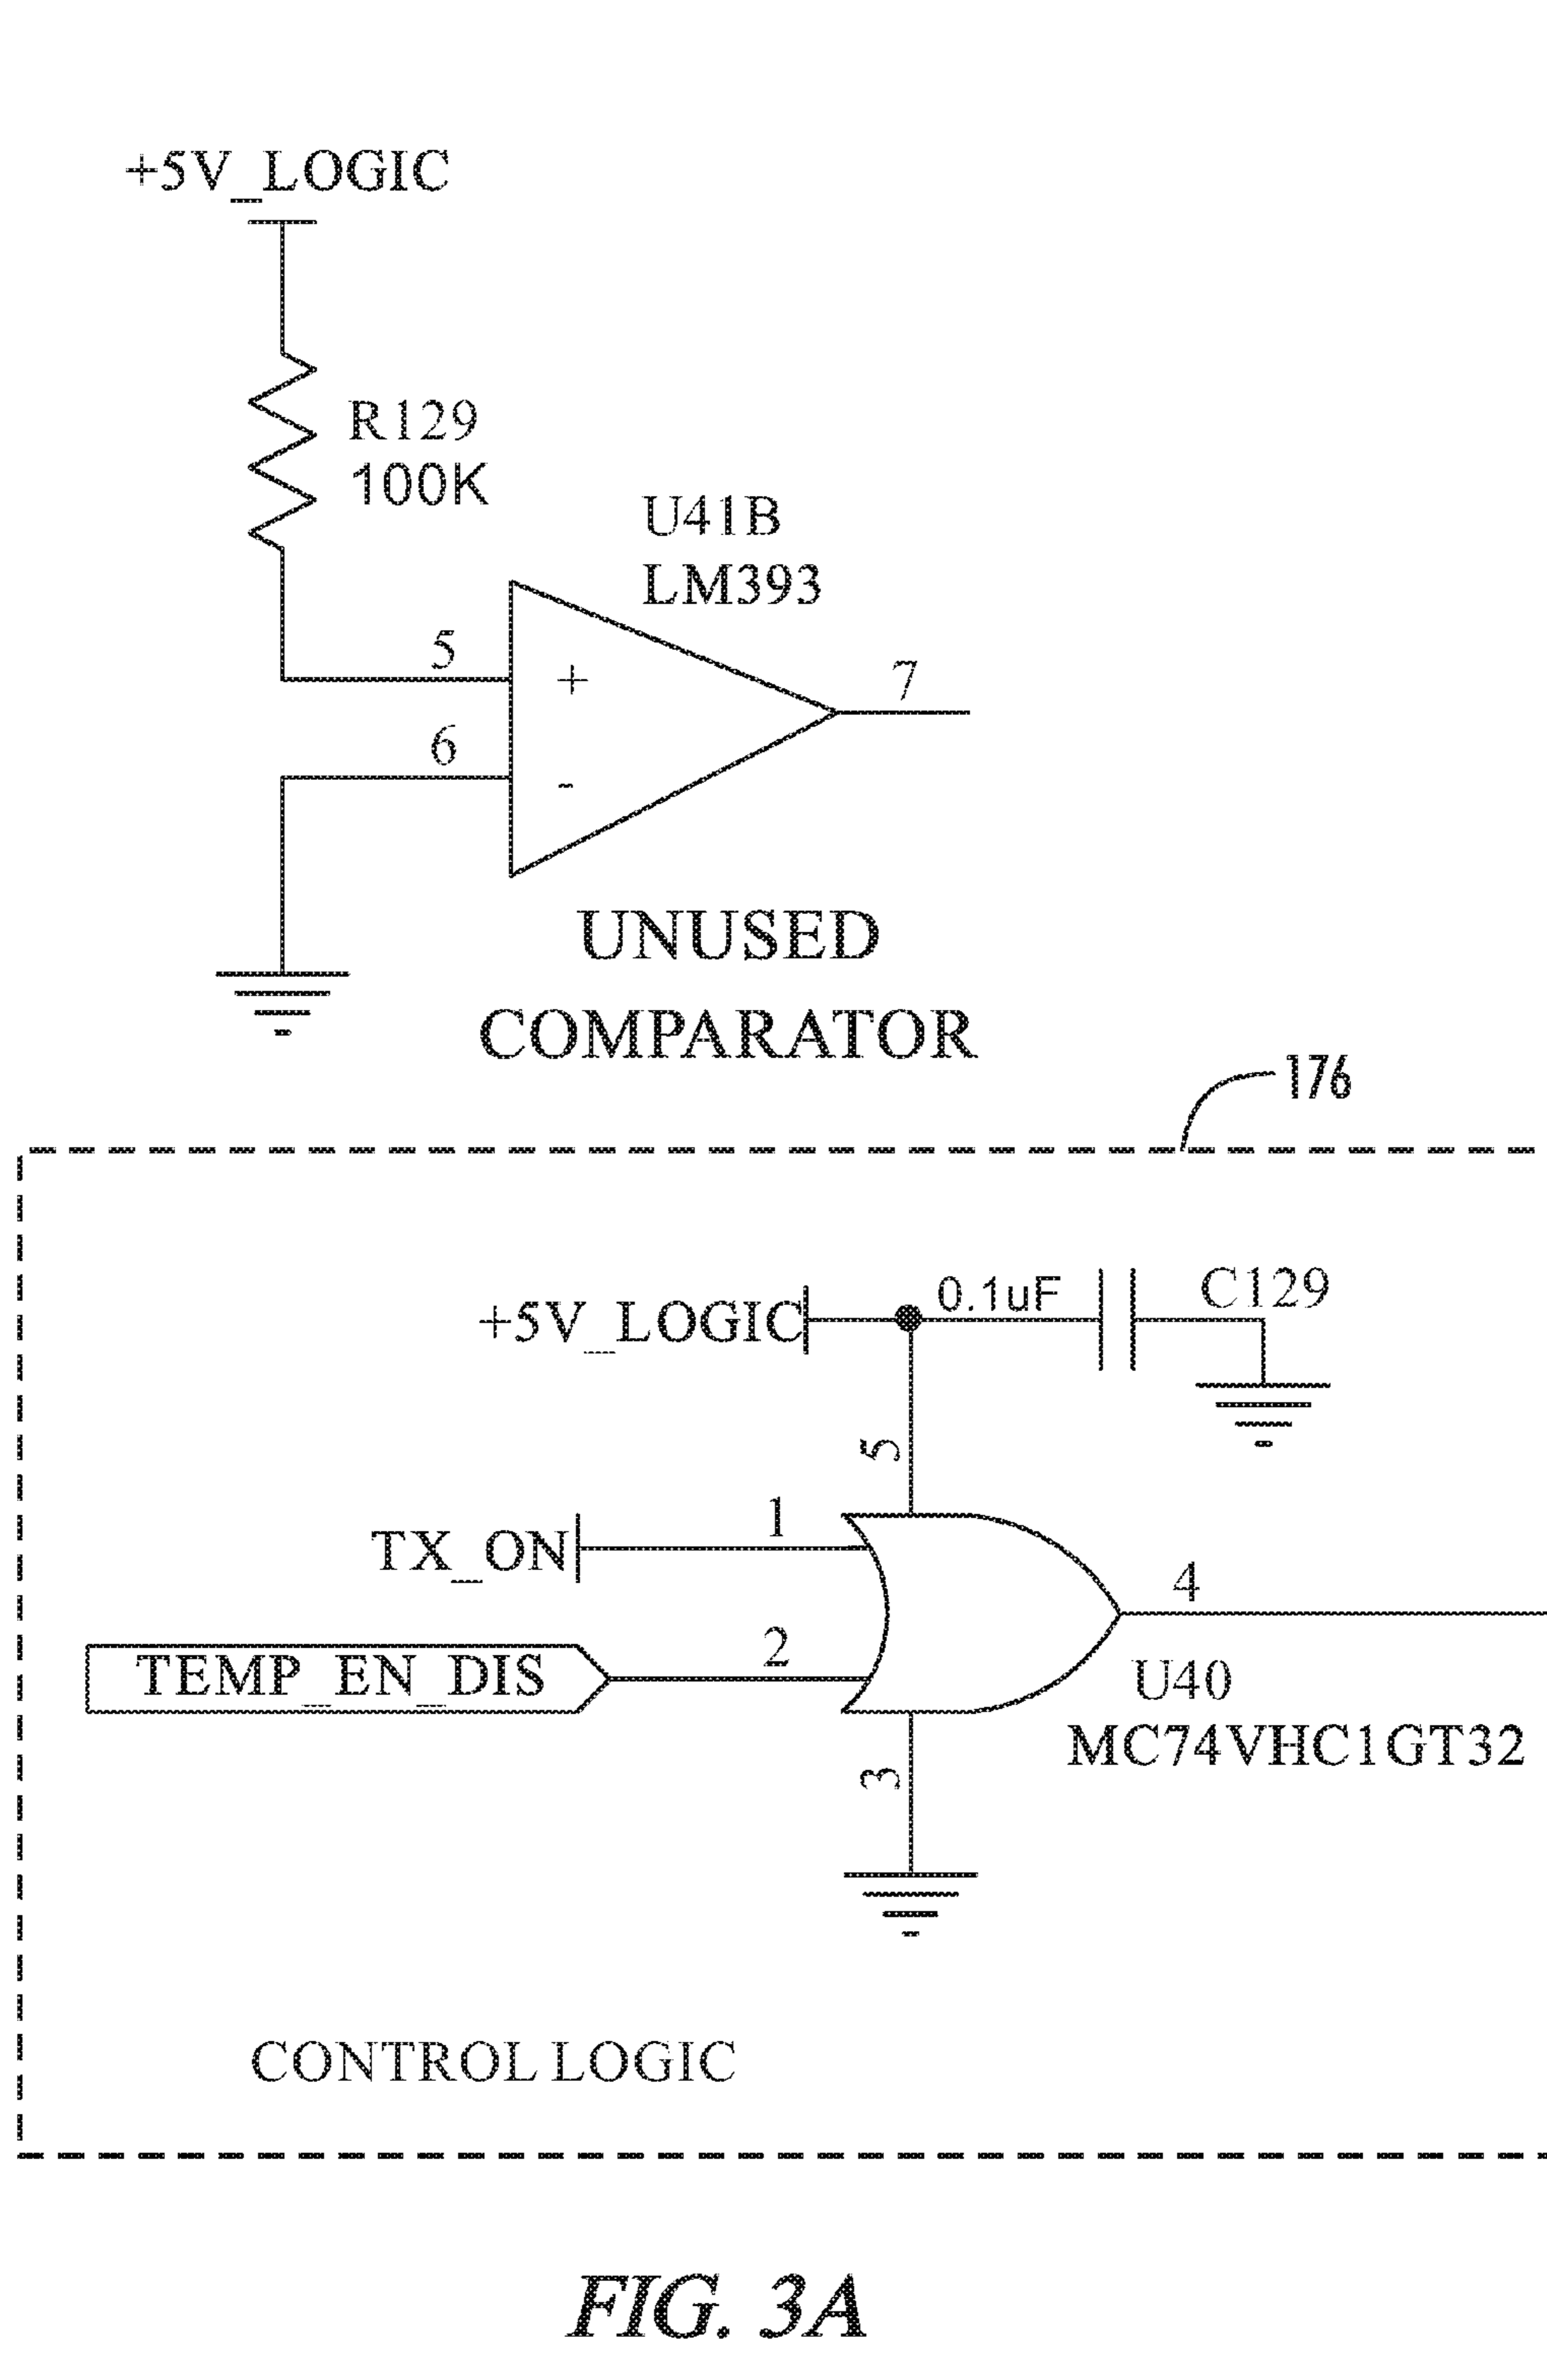 +5V_LOGIC
R129
100K
U41B
LM393
5
+
7
6
-
UNUSED
COMPARATOR
176
+5V_LOGIC
0.1uF
C129
5
TX_ON
1
4
TEMP_EN_DIS
2
U40
MC74VHC1GT32
3
CONTROL LOGIC
FIG. 3A